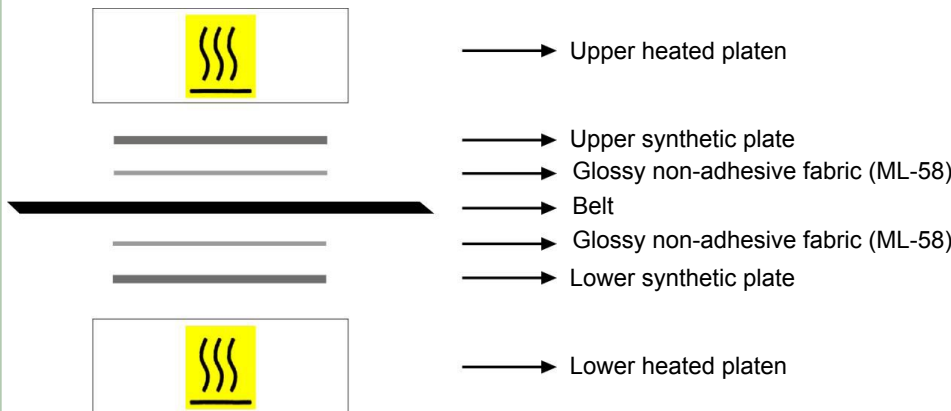 Upper heated platen
Upper synthetic plate
Glossy non-adhesive fabric (ML-58)
Belt
Glossy non-adhesive fabric (ML-58)
Lower synthetic plate
Lower heated platen